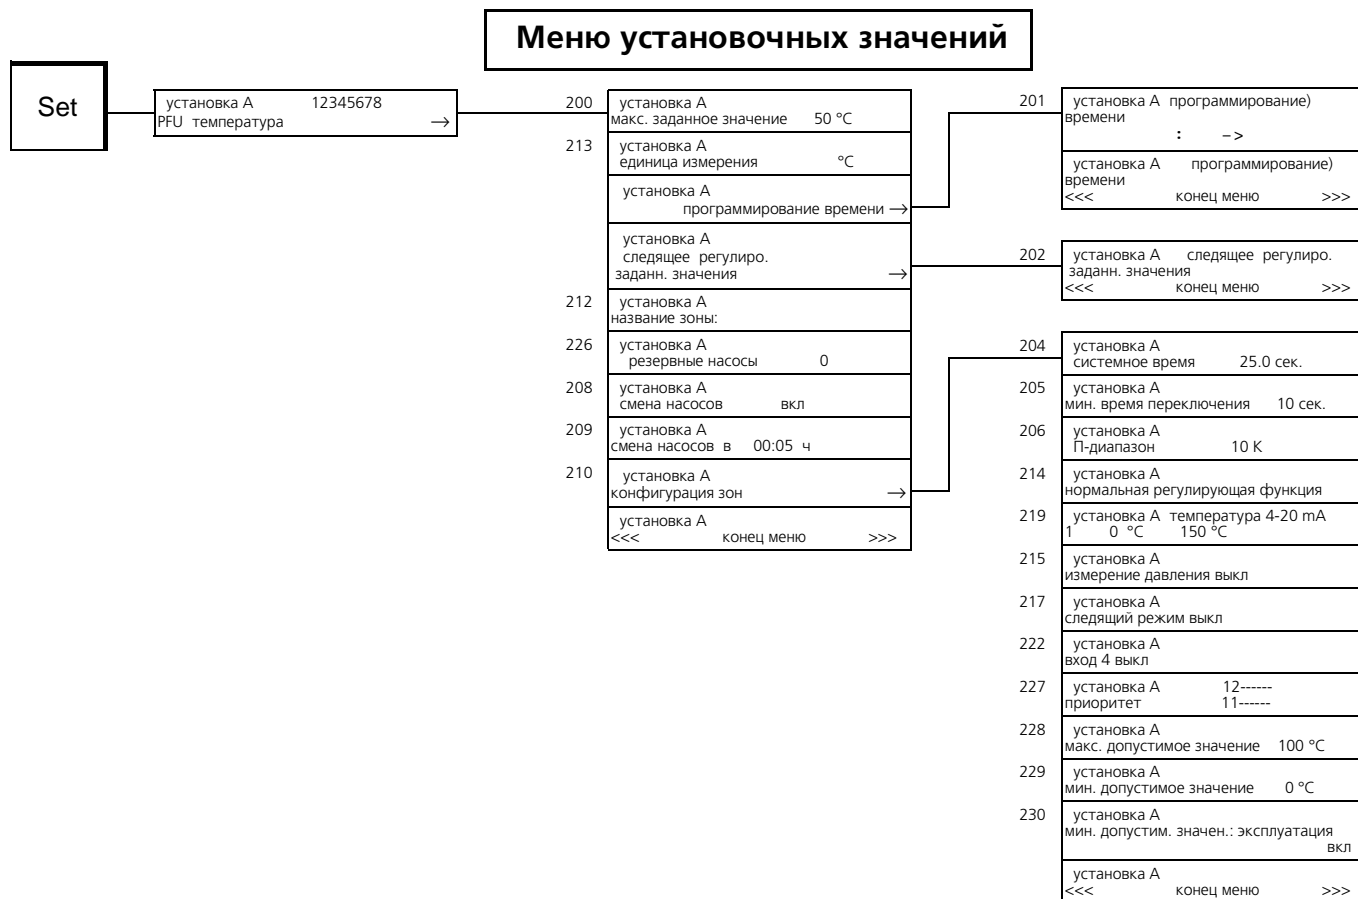 Меню установочных значений
Set
установка А 12345678
PFU температура →
200
установка А
макс. заданное значение 50 °C
213
установка А
единица измерения °C
установка А
программирование времени →
установка А
следящее регулиро.
заданн. значения →
212
установка А
название зоны:
226
установка А
резервные насосы 0
208
установка А
смена насосов вкл
209
установка А
смена насосов в 00:05 ч
210
установка А
конфигурация зон →
установка А
<<< конец меню >>>
201
установка А программирование)
времени
: –>
установка А программирование)
времени
<<< конец меню >>>
202
установка А следящее регулиро.
заданн. значения
<<< конец меню >>>
204
установка А
системное время 25.0 сек.
205
установка А
мин. время переключения 10 сек.
206
установка А
П-диапазон 10 К
214
установка А
нормальная регулирующая функция
219
установка А температура 4-20 mA
1 0 °C 150 °C
215
установка А
измерение давления выкл
217
установка А
следящий режим выкл
222
установка А
вход 4 выкл
227
установка А 12------
приоритет 11------
228
установка А
макс. допустимое значение 100 °C
229
установка А
мин. допустимое значение 0 °C
230
установка А
мин. допустим. значен.: эксплуатация
вкл
установка А
<<< конец меню >>>